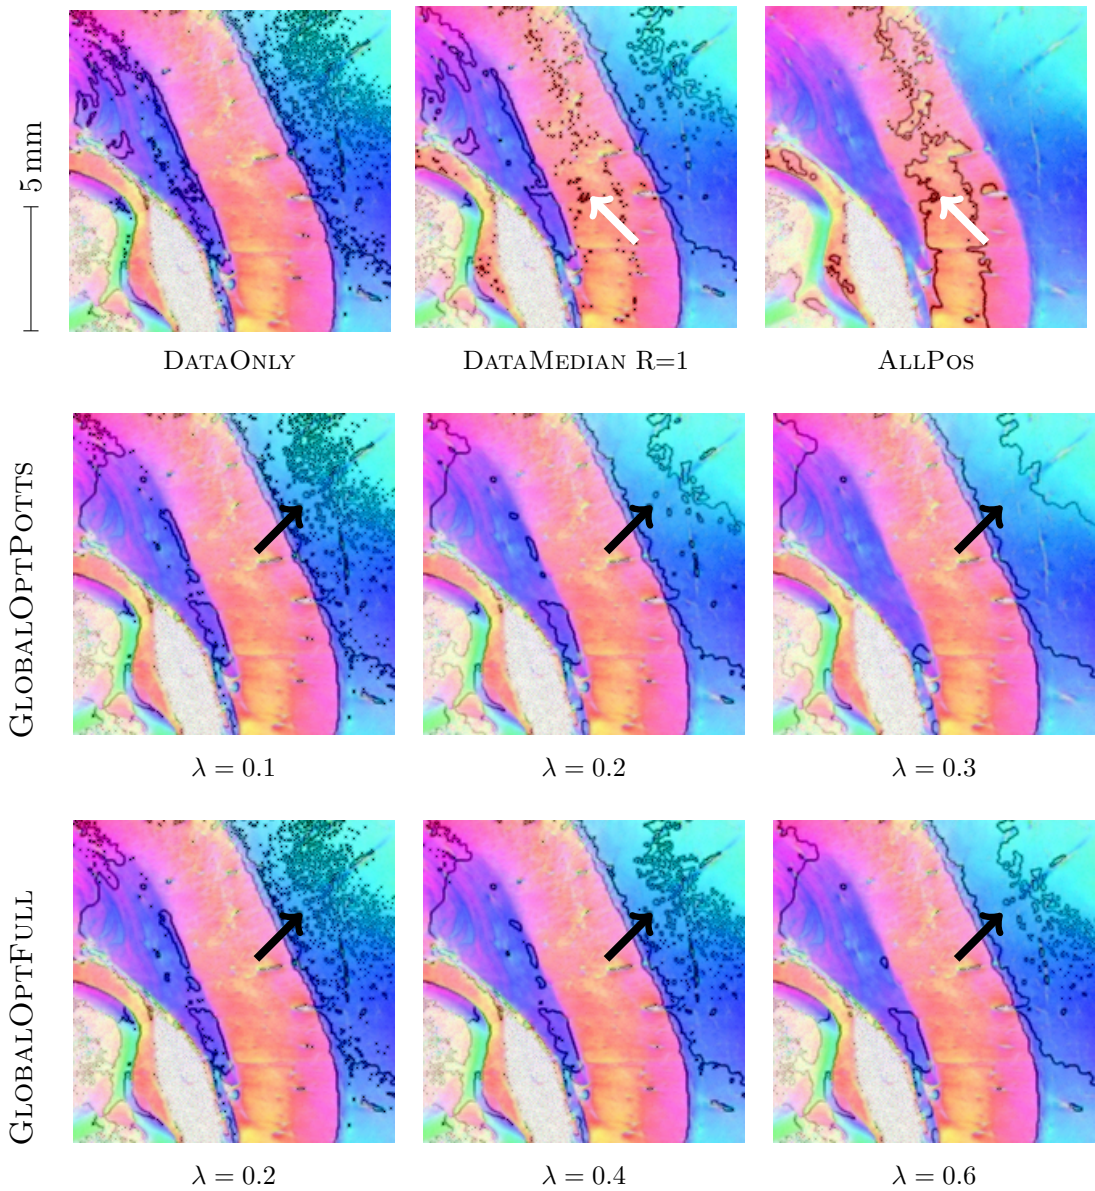 5 mm
DATAONLY
DATAMEDIAN R=1
ALLPOS
GLOBALOPTPOTTS
λ = 0.1
λ = 0.2
λ = 0.3
GLOBALOPTFULL
λ = 0.2
λ = 0.4
λ = 0.6